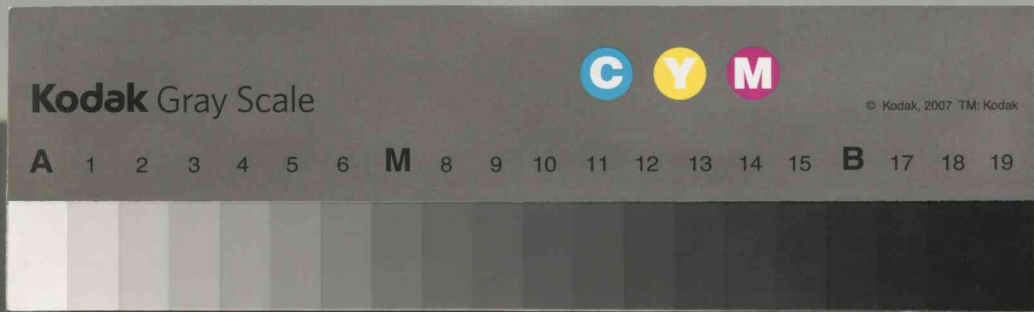 C Y M
Kodak Gray Scale
© Kodak, 2007 TM: Kodak
A 1 2 3 4 5 6 M 8 9 10 11 12 13 14 15 B 17 18 19